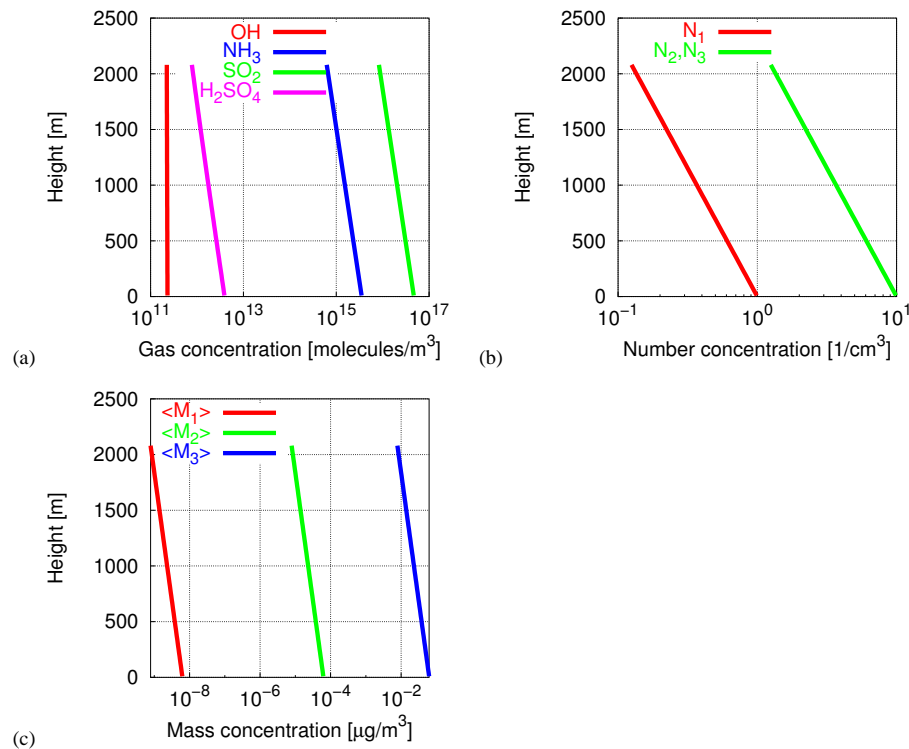 OH
NH3
SO2
H2SO4
2500
2000
1500
1000
500
0
Height [m]
10^11 10^13 10^15 10^17
Gas concentration [molecules/m^3]
(a)
N1
N2,N3
2500
2000
1500
1000
500
0
Height [m]
10^-1 10^0 10^1
Number concentration [1/cm^3]
(b)
<M1>
<M2>
<M3>
2500
2000
1500
1000
500
0
Height [m]
10^-8 10^-6 10^-4 10^-2
Mass concentration [μg/m^3]
(c)